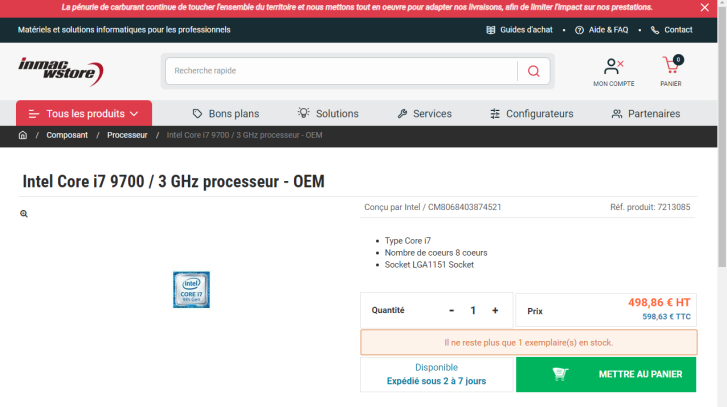 la pénurie de carburant continue de toucher l'ensemble du territoire et nous mettons tout en oeuvre pour adapter nos livraisons, afin de limiter l'impact sur nos prestations.
Matériels et solutions informatiques pour les professionnels
Guides d'achat • Aide & FAQ • Contact
inmac wstore
Recherche rapide
MON COMPTE
0
PANIER
Tous les produits
Bons plans
Solutions
Services
Configurateurs
Partenaires
/ Composant / Processeur / Intel Core i7 9700 / 3 GHz processeur - OEM
Intel Core i7 9700 / 3 GHz processeur - OEM
Conçu par Intel / CM8068403874521
Réf. produit: 7213085
• Type Core i7
• Nombre de coeurs 8 coeurs
• Socket LGA1151 Socket
intel
CORE i7
9th Gen
Quantité - 1 +
Prix
498,86 € HT
598,63 € TTC
Il ne reste plus que 1 exemplaire(s) en stock.
Disponible
Expédié sous 2 à 7 jours
METTRE AU PANIER